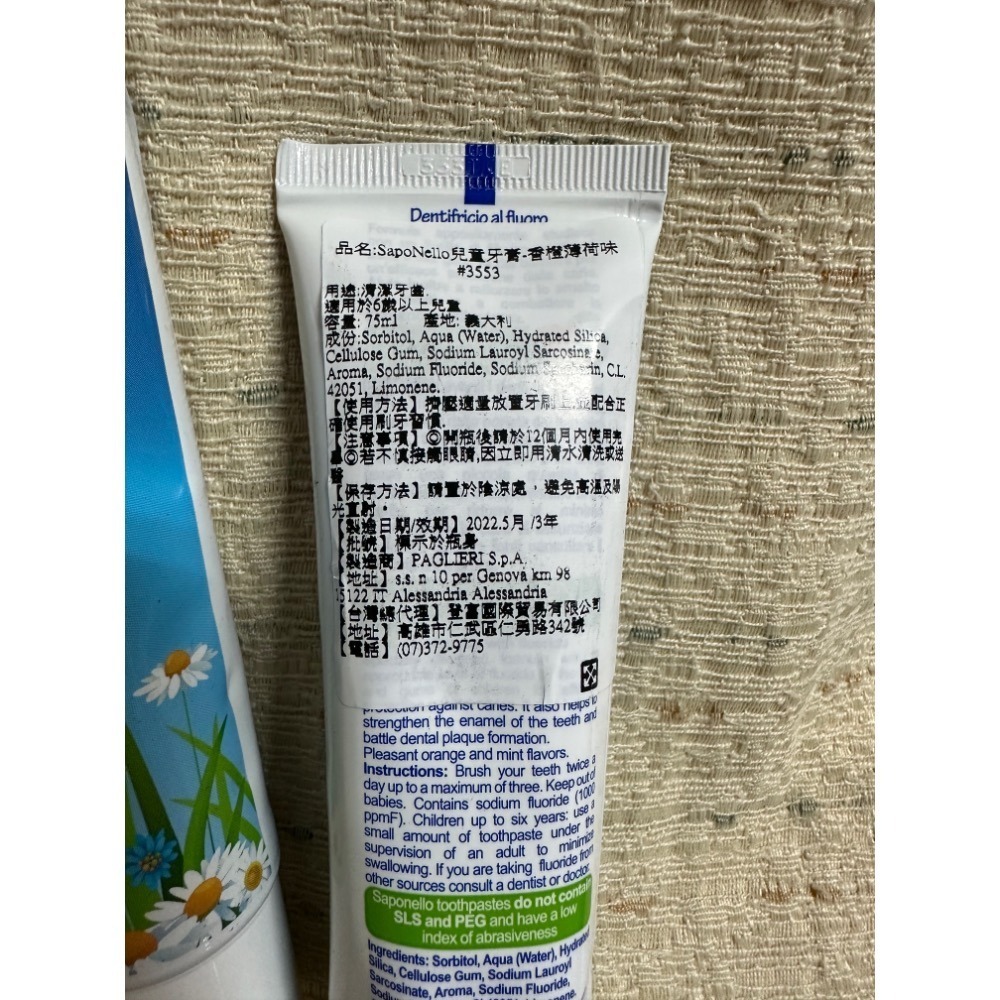 Dentifricio al fluoro
品名:SapoNello兒童牙膏-香橙薄荷味
#3553
用途:清潔牙齒.
適用於6歲以上兒童
容量: 75ml 產地: 義大利
成份:Sorbitol, Aqua (Water), Hydrated Silica,
Cellulose Gum, Sodium Lauroyl Sarcosinate,
Aroma, Sodium Fluoride, Sodium Saccharin, C.I.
42051, Limonene.
【使用方法】擠壓適量放置牙刷上,並配合正
確使用刷牙習慣.
【注意事項】◎開瓶後請於12個月內使用完
畢◎若不慎接觸眼睛,因立即用清水清洗或送
醫
【保存方法】請置於陰涼處，避免高溫及陽
光直射。
【製造日期/效期】2022.5月 /3年
【批號】標示於瓶身
【製造商】PAGLIERI S.p.A.
【地址】s.s. n 10 per Genova km 98
15122 IT Alessandria Alessandria
【台灣總代理】登富國際貿易有限公司
【地址】高雄市仁武區仁勇路342號
【電話】(07)372-9775
protection against caries. It also helps to
strengthen the enamel of the teeth and
battle dental plaque formation.
Pleasant orange and mint flavors.
Instructions: Brush your teeth twice a
day up to a maximum of three. Keep out of
babies. Contains sodium fluoride (1000
ppmF). Children up to six years: use a
small amount of toothpaste under the
supervision of an adult to minimize
swallowing. If you are taking fluoride from
other sources consult a dentist or doctor.
Saponello toothpastes do not contain
SLS and PEG and have a low
index of abrasiveness
Ingredients: Sorbitol, Aqua (Water), Hydrated
Silica, Cellulose Gum, Sodium Lauroyl
Sarcosinate, Aroma, Sodium Fluoride,